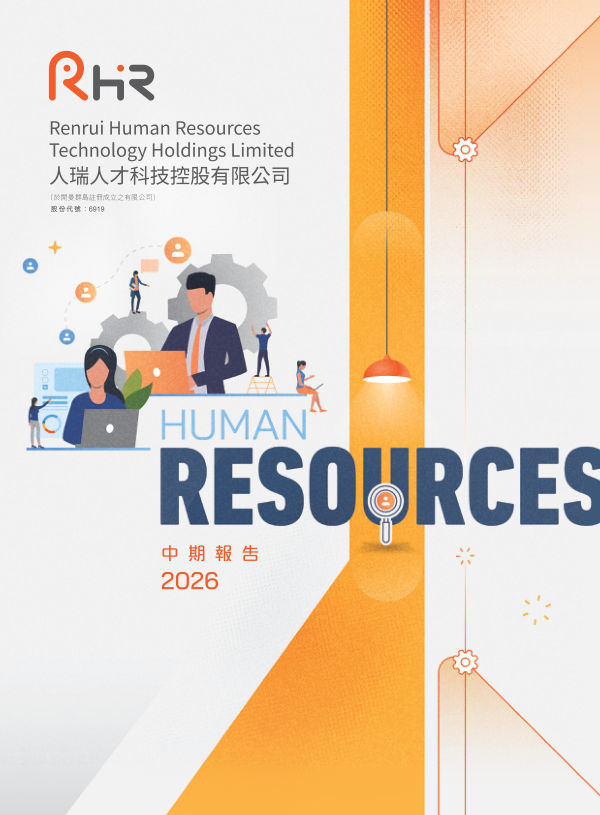 RHR
Renrui Human Resources
Technology Holdings Limited
人瑞人才科技控股有限公司
(於開曼群島註冊成立之有限公司)
股份代號：6919
HUMAN
RESOURCES
中期報告
2026